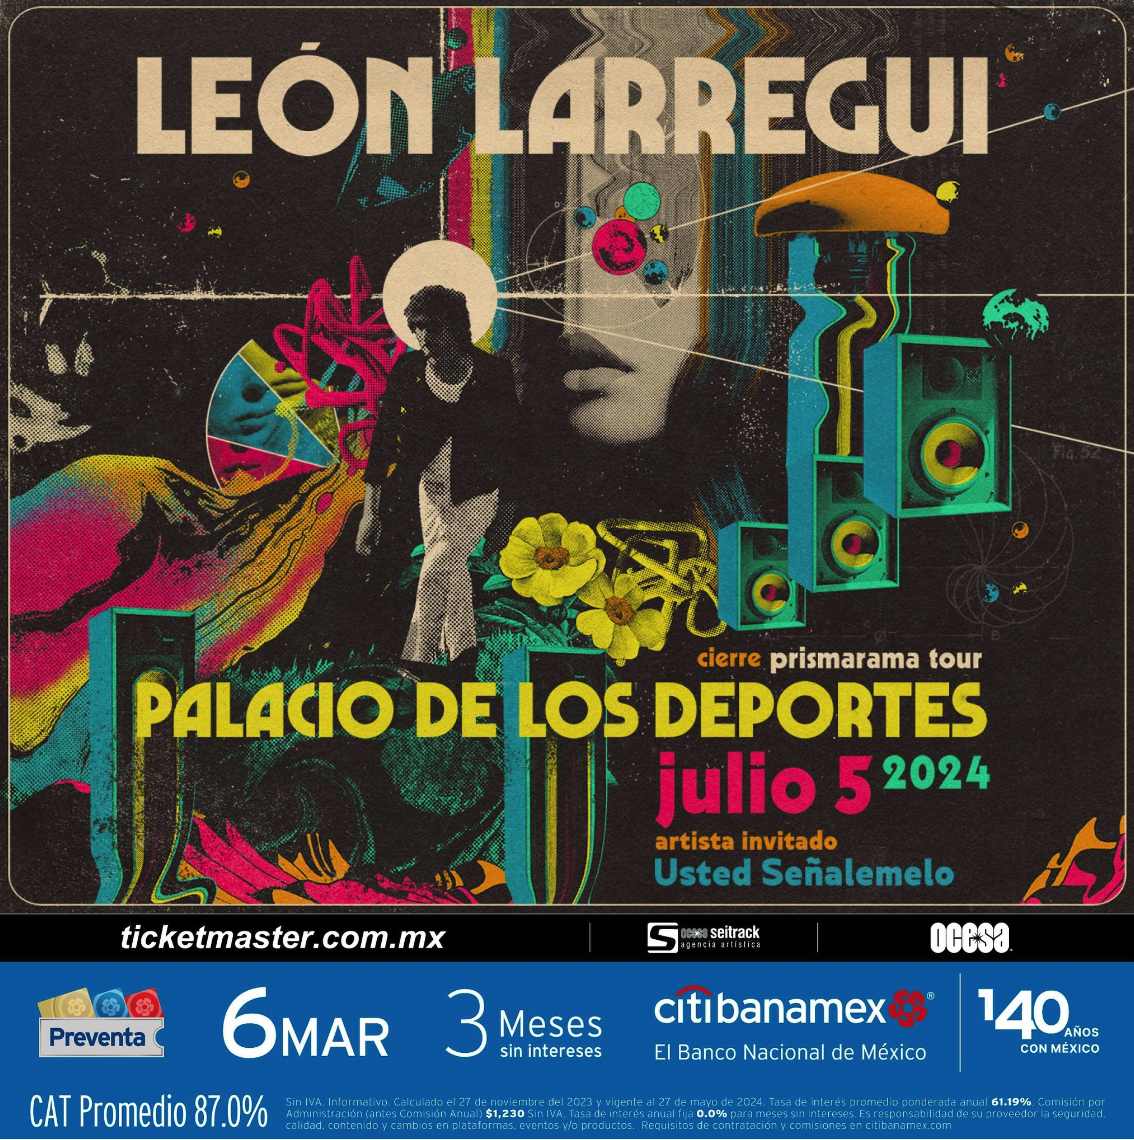 LEÓN LARREGUI
Fig. 52
cierre prismarama tour
PALACIO DE LOS DEPORTES
julio 5 2024
artista invitado
Usted Señalemelo
ticketmaster.com.mx
S ocesa seitrack
agencia artística
ocesa
Preventa
6 MAR
3 Meses
sin intereses
citibanamex®
El Banco Nacional de México
140 AÑOS
CON MÉXICO
CAT Promedio 87.0%
Sin IVA. Informativo. Calculado el 27 de noviembre del 2023 y vigente al 27 de mayo de 2024. Tasa de interés promedio ponderada anual 61.19%. Comisión por
Administración (antes Comisión Anual) $1,230 Sin IVA. Tasa de interés anual fija 0.0% para meses sin intereses. Es responsabilidad de su proveedor la seguridad,
calidad, contenido y cambios en plataformas, eventos y/o productos. Requisitos de contratación y comisiones en citibanamex.com